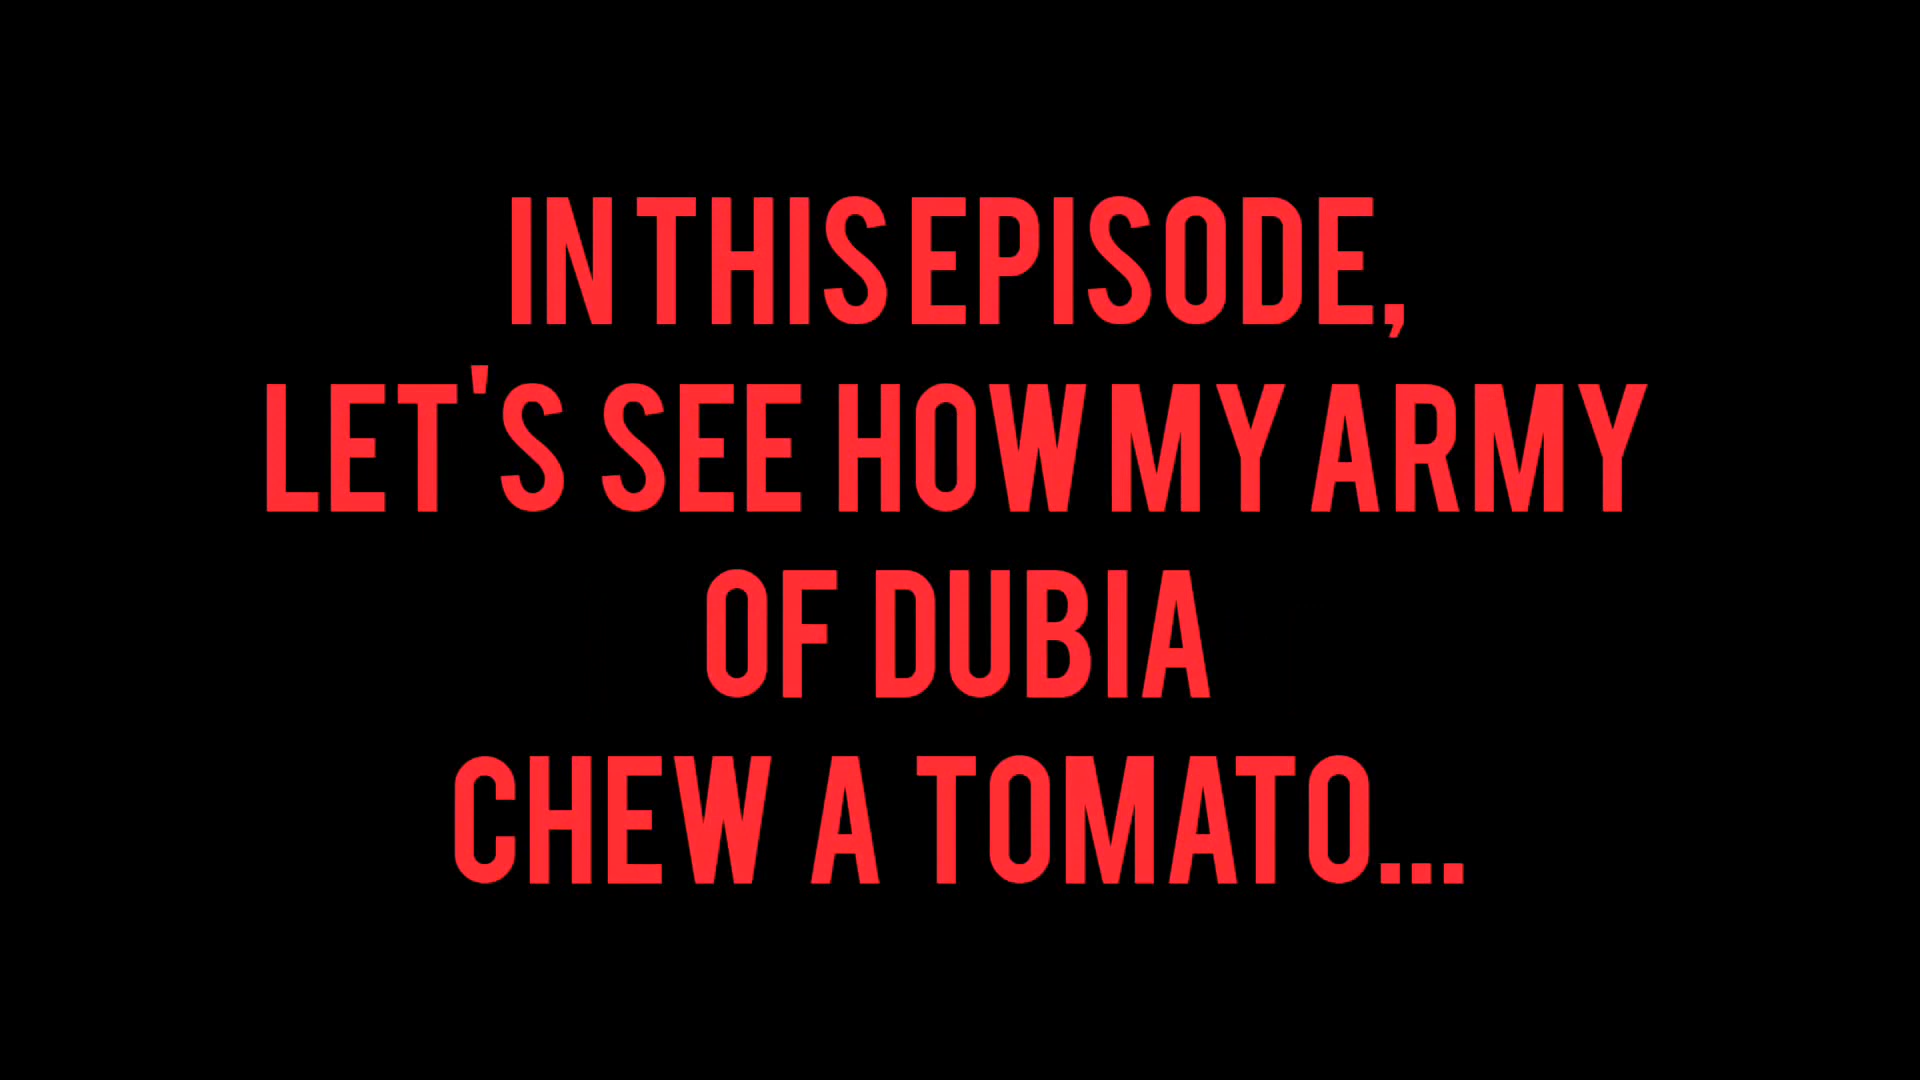 IN THIS EPISODE,
LET'S SEE HOW MY ARMY
OF DUBIA
CHEW A TOMATO...